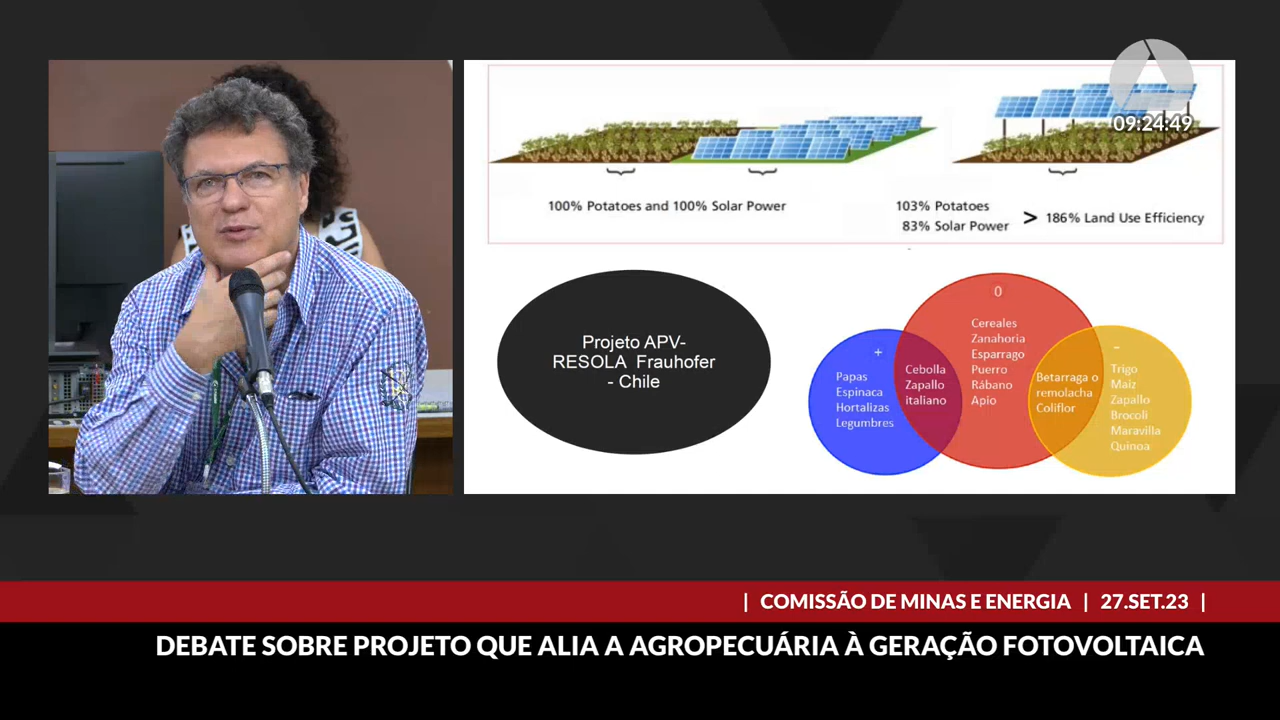 09:24:49
100% Potatoes and 100% Solar Power
103% Potatoes
83% Solar Power
>
186% Land Use Efficiency
Projeto APV-
RESOLA Frauhofer
- Chile
+
Papas
Espinaca
Hortalizas
Legumbres
Cebolla
Zapallo
italiano
0
Cereales
Zanahoria
Esparrago
Puerro
Rábano
Apio
Betarraga o
remolacha
Coliflor
-
Trigo
Maiz
Zapallo
Brocoli
Maravilla
Quinoa
| COMISSÃO DE MINAS E ENERGIA | 27.SET.23 |
DEBATE SOBRE PROJETO QUE ALIA A AGROPECUÁRIA À GERAÇÃO FOTOVOLTAICA